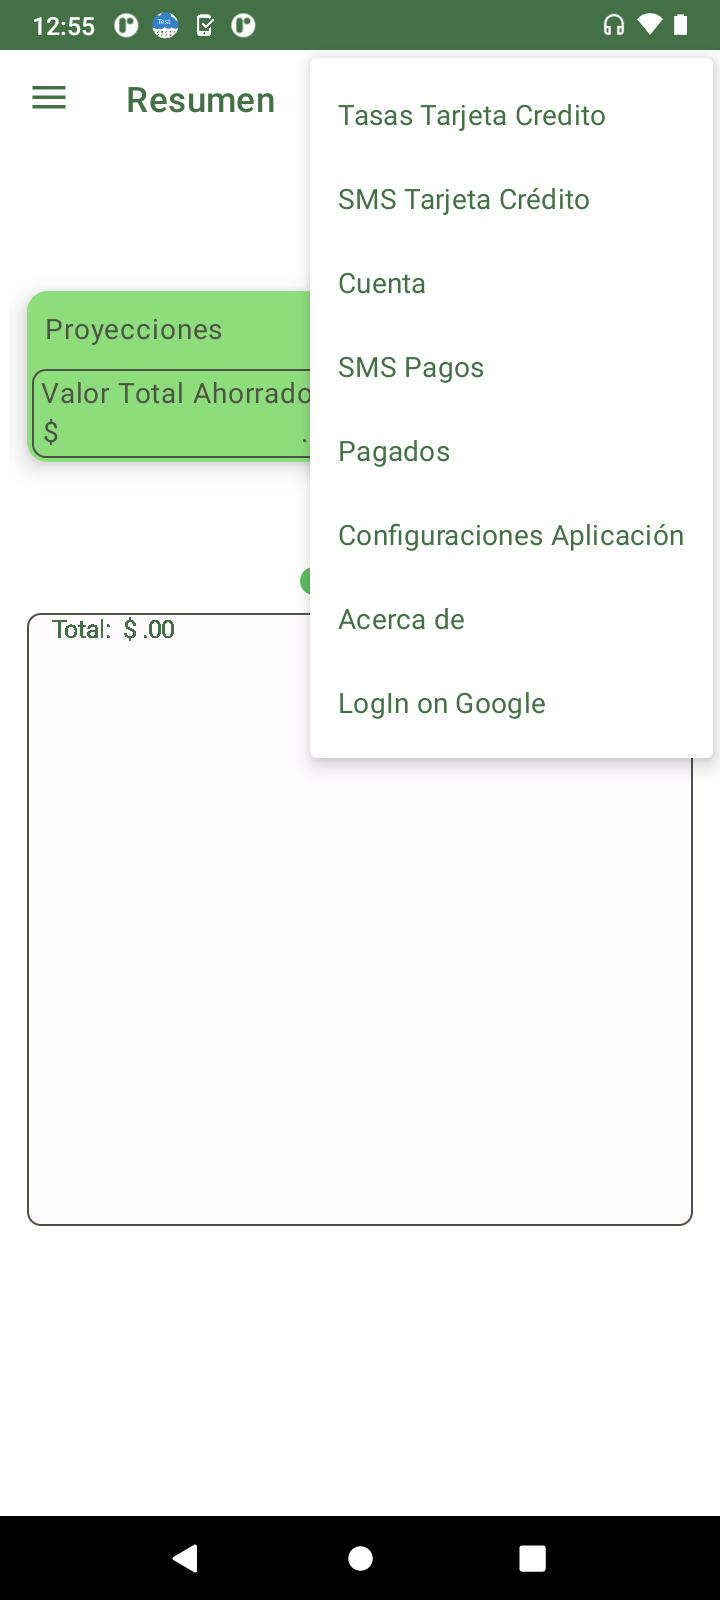 12:55
Test
Resumen
Tasas Tarjeta Credito
SMS Tarjeta Crédito
Cuenta
SMS Pagos
Pagados
Configuraciones Aplicación
Acerca de
LogIn on Google
Proyecciones
Valor Total Ahorrado
$ .
Total: $ .00